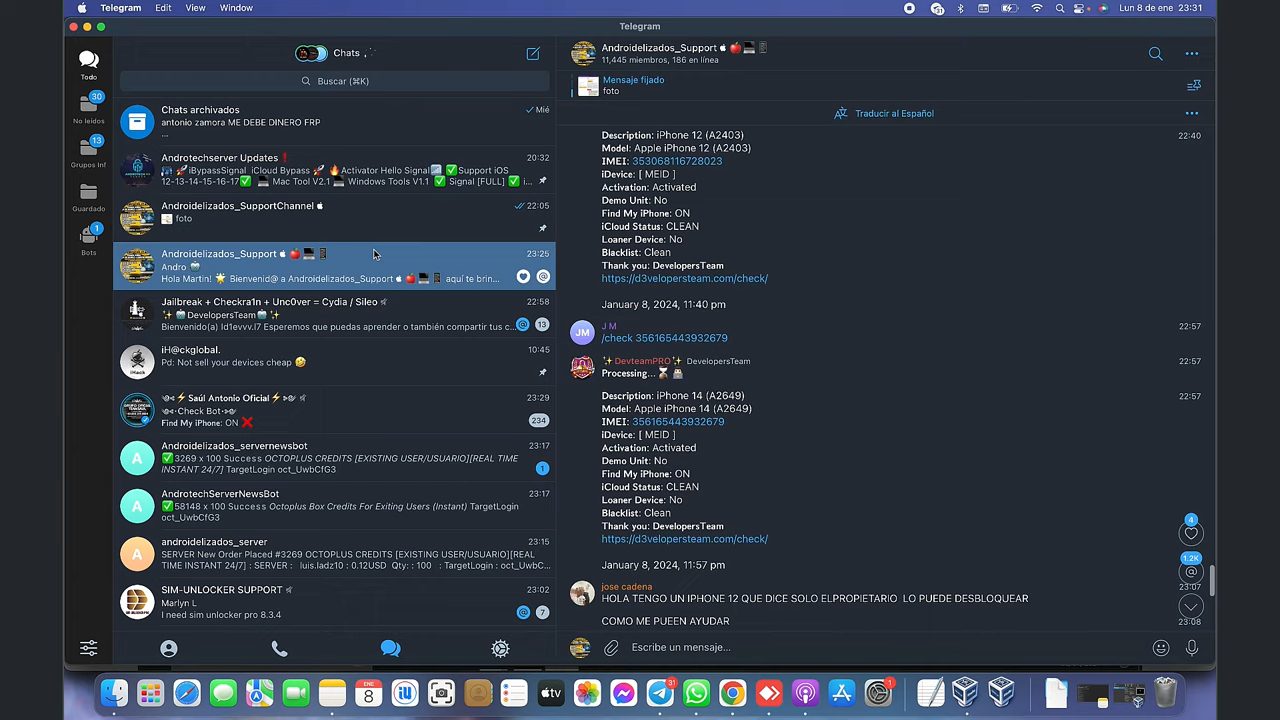 Telegram Edit View Window Lun 8 de ene 23:31
Telegram
Todo
30
No leídos
13
Grupos Inf
Guardado
1
Bots
Chats
Buscar (⌘K)
Chats archivados Mié
antonio zamora ME DEBE DINERO FRP
...
Androtechserver Updates❗ 20:32
iBypassSignal iCloud Bypass 🚀 🔥Activator Hello Signal ✅Support iOS
12-13-14-15-16-17✅ Mac Tool V2.1 Windows Tools V1.1 ✅ Signal [FULL] ✅ i...
Androidelizados_SupportChannel 22:05
foto
Androidelizados_Support 🍎 23:25
Andro
Hola Martin! 🌟 Bienvenid@ a Androidelizados_Support 🍎 aquí te brin...
Jailbreak + Checkra1n + Unc0ver = Cydia / Sileo 22:58
✨ DevelopersTeam ✨
Bienvenido(a) Id1evvv.l7 Esperemos que puedas aprender o también compartir tus c... @ 13
iH@ckglobal. 10:45
Pd: Not sell your devices cheap 🤣
iHack
⚡Saúl Antonio Oficial⚡ 23:29
Check Bot
Find My iPhone: ON ❌ 234
Androidelizados_servernewsbot 23:17
A
✅3269 x 100 Success OCTOPLUS CREDITS [EXISTING USER/USUARIO][REAL TIME
INSTANT 24/7] TargetLogin oct_UwbCfG3 1
AndrotechServerNewsBot 23:17
A
✅58148 x 100 Success Octoplus Box Credits For Exiting Users (Instant) TargetLogin
oct_UwbCfG3
androidelizados_server 23:15
A
SERVER New Order Placed #3269 OCTOPLUS CREDITS [EXISTING USER/USUARIO][REAL
TIME INSTANT 24/7] : SERVER : luis.ladz10 : 0.12USD Qty. : 100 : TargetLogin : oct_UwbC...
SIM-UNLOCKER SUPPORT 23:02
Marlyn L
I need sim unlocker pro 8.3.4 @ 7
Androidelizados_Support 🍎
11,445 miembros, 186 en línea
Mensaje fijado
foto
Traducir al Español
Description: iPhone 12 (A2403) 22:40
Model: Apple iPhone 12 (A2403)
IMEI: 353068116728023
iDevice: [ MEID ]
Activation: Activated
Demo Unit: No
Find My iPhone: ON
iCloud Status: CLEAN
Loaner Device: No
Blacklist: Clean
Thank you: DevelopersTeam
https://d3velopersteam.com/check/
January 8, 2024, 11:40 pm
J M 22:57
JM
/check 356165443932679
✨DevteamPRO✨ DevelopersTeam 22:57
Processing... ⏳
Description: iPhone 14 (A2649) 22:57
Model: Apple iPhone 14 (A2649)
IMEI: 356165443932679
iDevice: [ MEID ]
Activation: Activated
Demo Unit: No
Find My iPhone: ON
iCloud Status: CLEAN
Loaner Device: No
Blacklist: Clean
Thank you: DevelopersTeam
https://d3velopersteam.com/check/
January 8, 2024, 11:57 pm
4
1.2K
jose cadena 23:07
HOLA TENGO UN IPHONE 12 QUE DICE SOLO ELPROPIETARIO LO PUEDE DESBLOQUEAR
COMO ME PUEEN AYUDAR 23:08
Escribe un mensaje...
ENE
8
tv
31
1